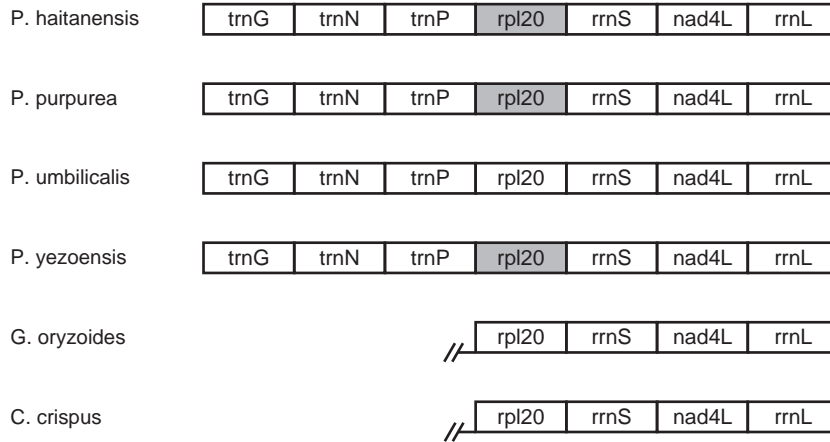 P. haitanensis trnG trnN trnP rpl20 rrnS nad4L rrnL
P. purpurea trnG trnN trnP rpl20 rrnS nad4L rrnL
P. umbilicalis trnG trnN trnP rpl20 rrnS nad4L rrnL
P. yezoensis trnG trnN trnP rpl20 rrnS nad4L rrnL
G. oryzoides rpl20 rrnS nad4L rrnL
C. crispus rpl20 rrnS nad4L rrnL